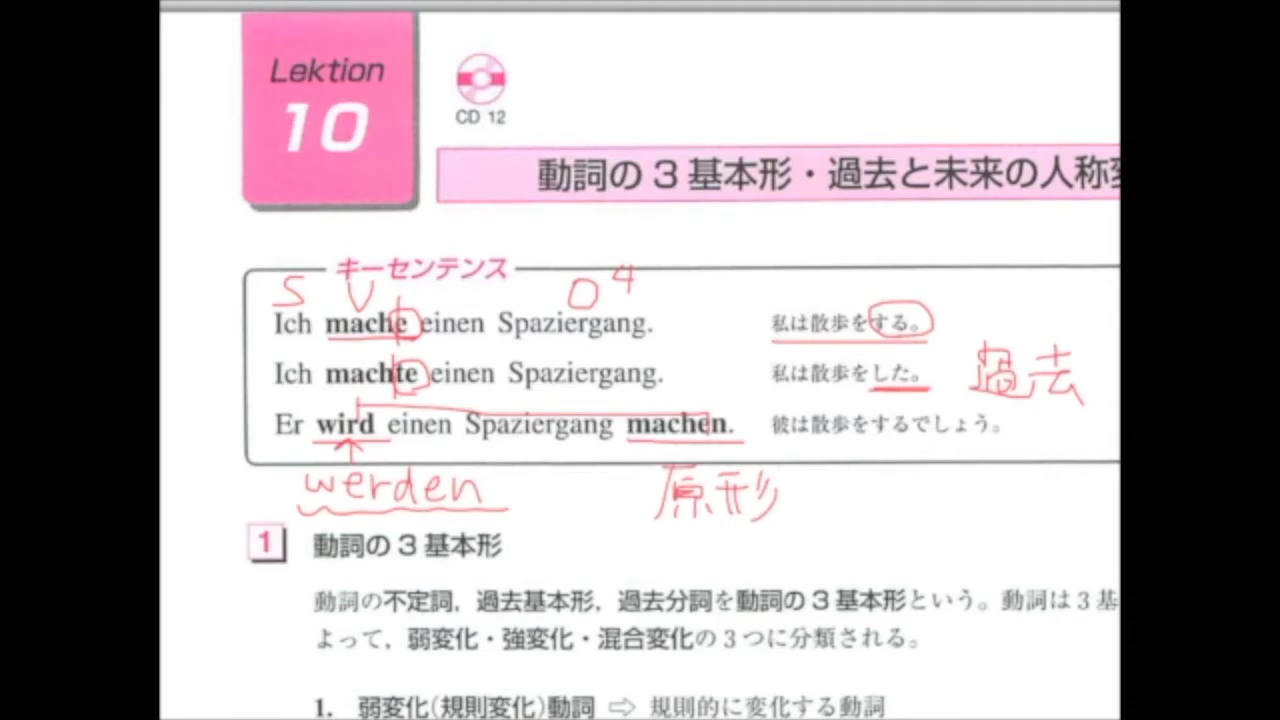 Lektion
10
CD 12
動詞の3基本形・過去と未来の人称変
キーセンテンス
S V O 4
Ich mache einen Spaziergang. 私は散歩をする。
Ich machte einen Spaziergang. 私は散歩をした。 過去
Er wird einen Spaziergang machen. 彼は散歩をするでしょう。
werden 原形
1 動詞の3基本形
動詞の不定詞，過去基本形，過去分詞を動詞の3基本形という。動詞は3基
よって，弱変化・強変化・混合変化の3つに分類される。
1. 弱変化(規則変化)動詞 ⇨ 規則的に変化する動詞